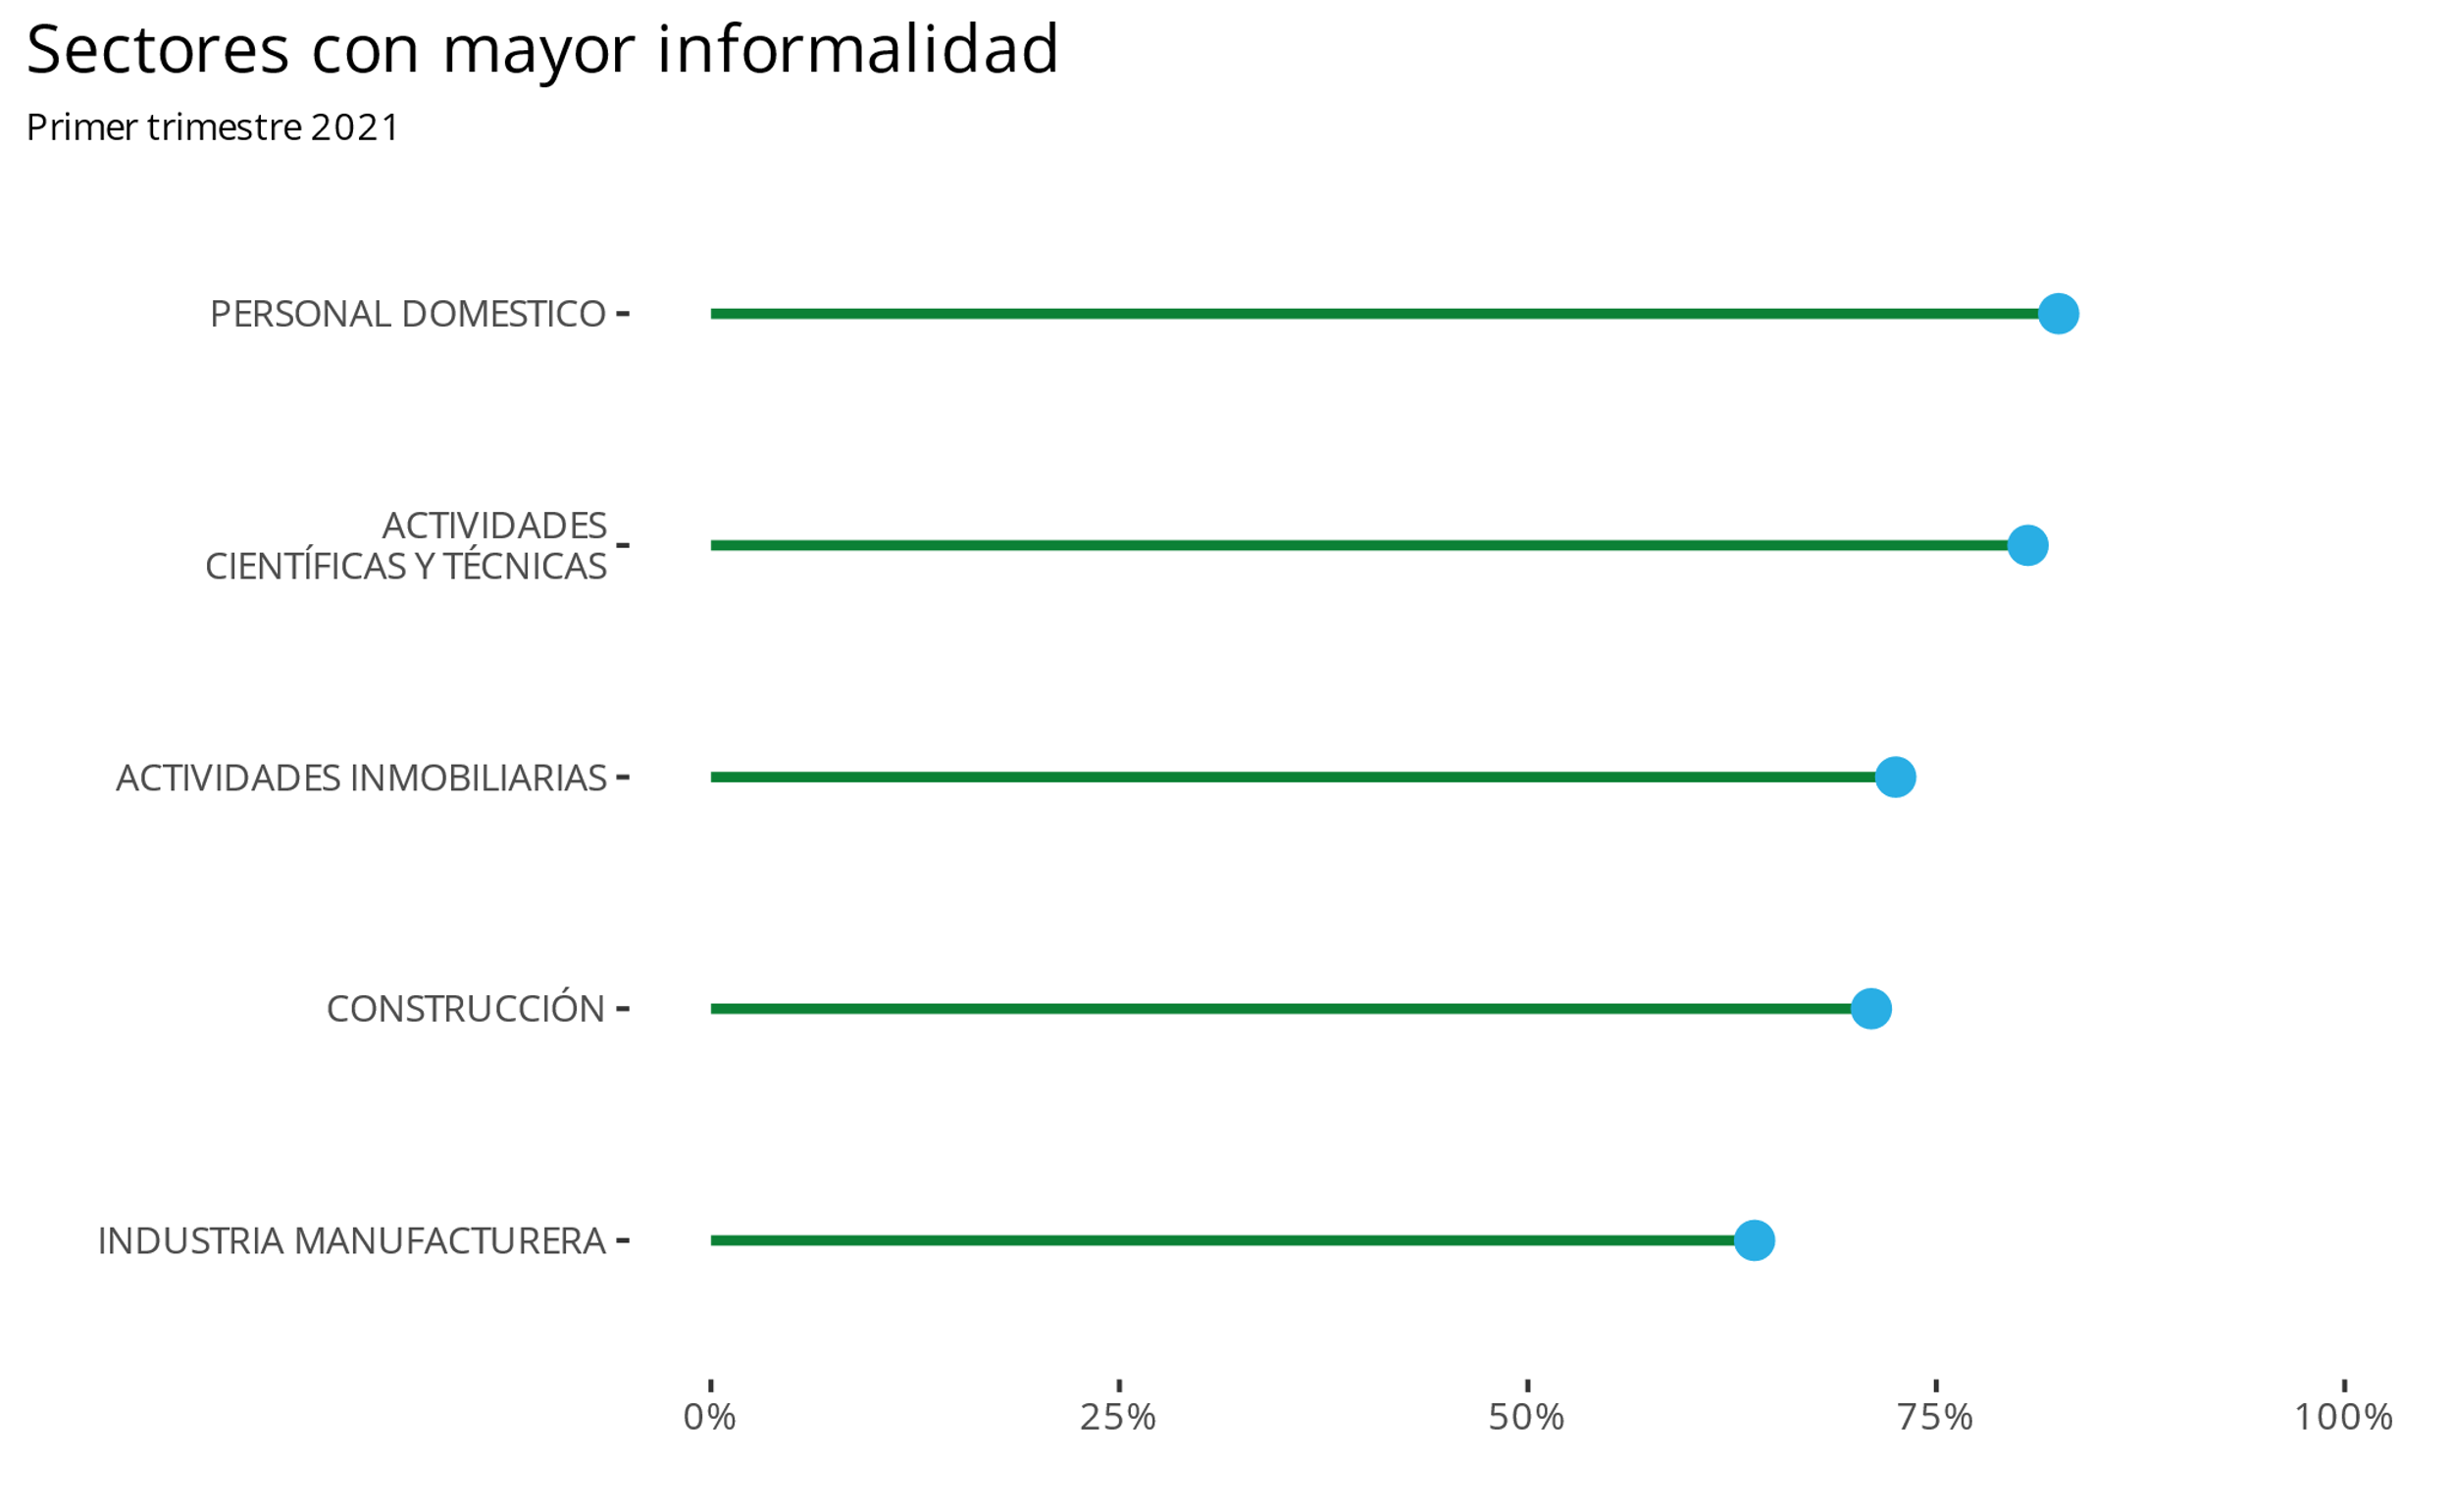 Sectores con mayor informalidad
Primer trimestre 2021
PERSONAL DOMESTICO
ACTIVIDADES
CIENTÍFICAS Y TÉCNICAS
ACTIVIDADES INMOBILIARIAS
CONSTRUCCIÓN
INDUSTRIA MANUFACTURERA
0% 25% 50% 75% 100%